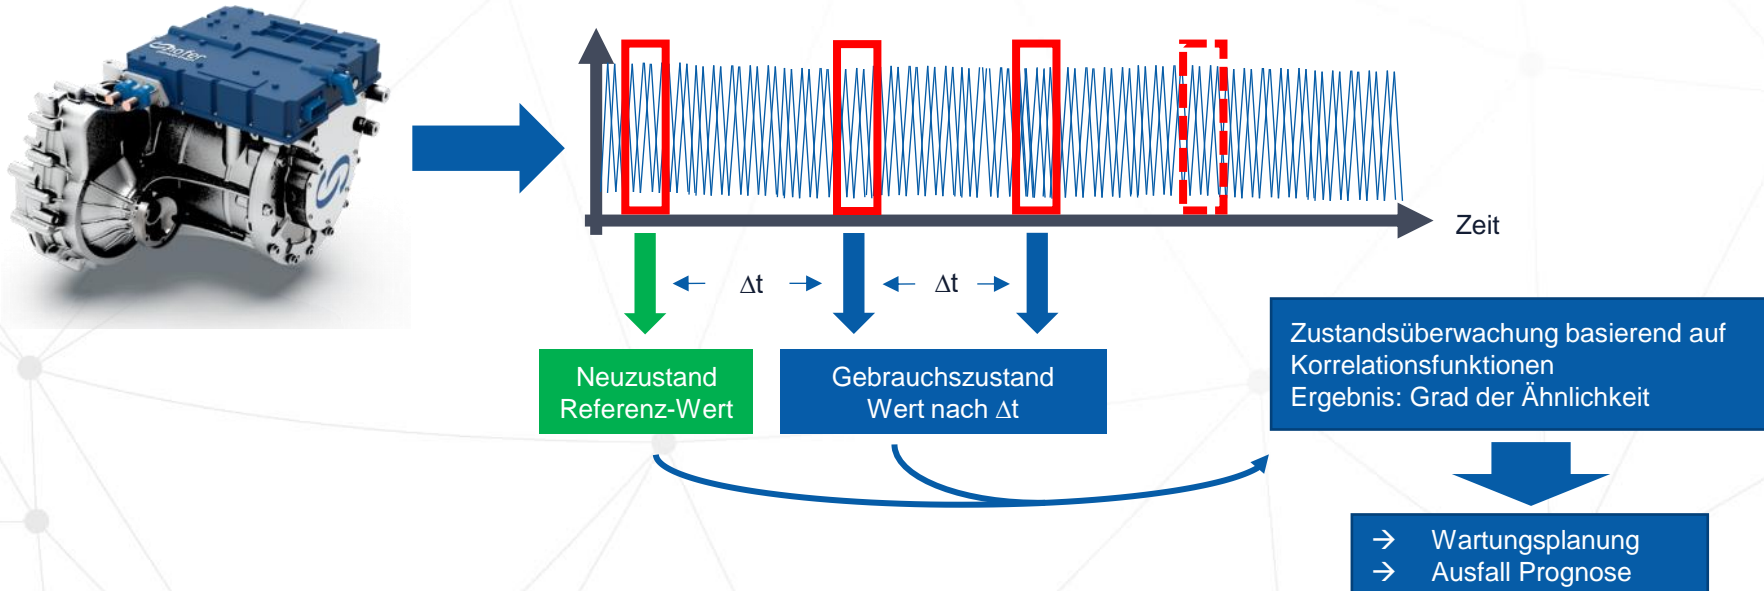 hofer
Zeit
Δt
Δt
Neuzustand
Referenz-Wert
Gebrauchszustand
Wert nach Δt
Zustandsüberwachung basierend auf
Korrelationsfunktionen
Ergebnis: Grad der Ähnlichkeit
→ Wartungsplanung
→ Ausfall Prognose